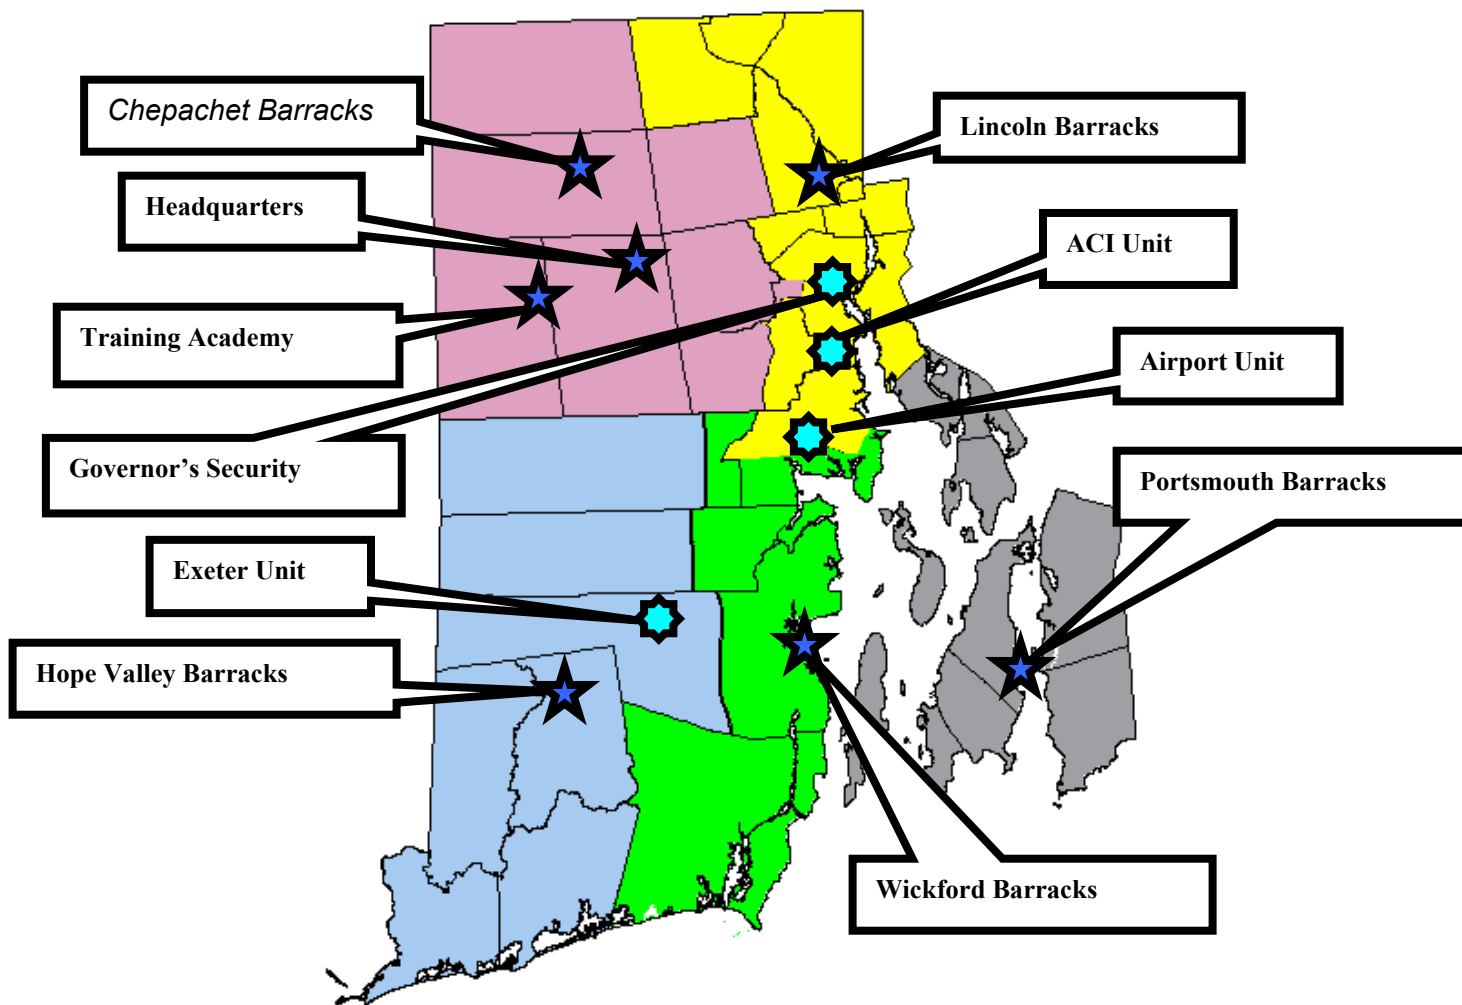 Chepachet Barracks
Lincoln Barracks
Headquarters
ACI Unit
Training Academy
Airport Unit
Governor’s Security
Portsmouth Barracks
Exeter Unit
Hope Valley Barracks
Wickford Barracks